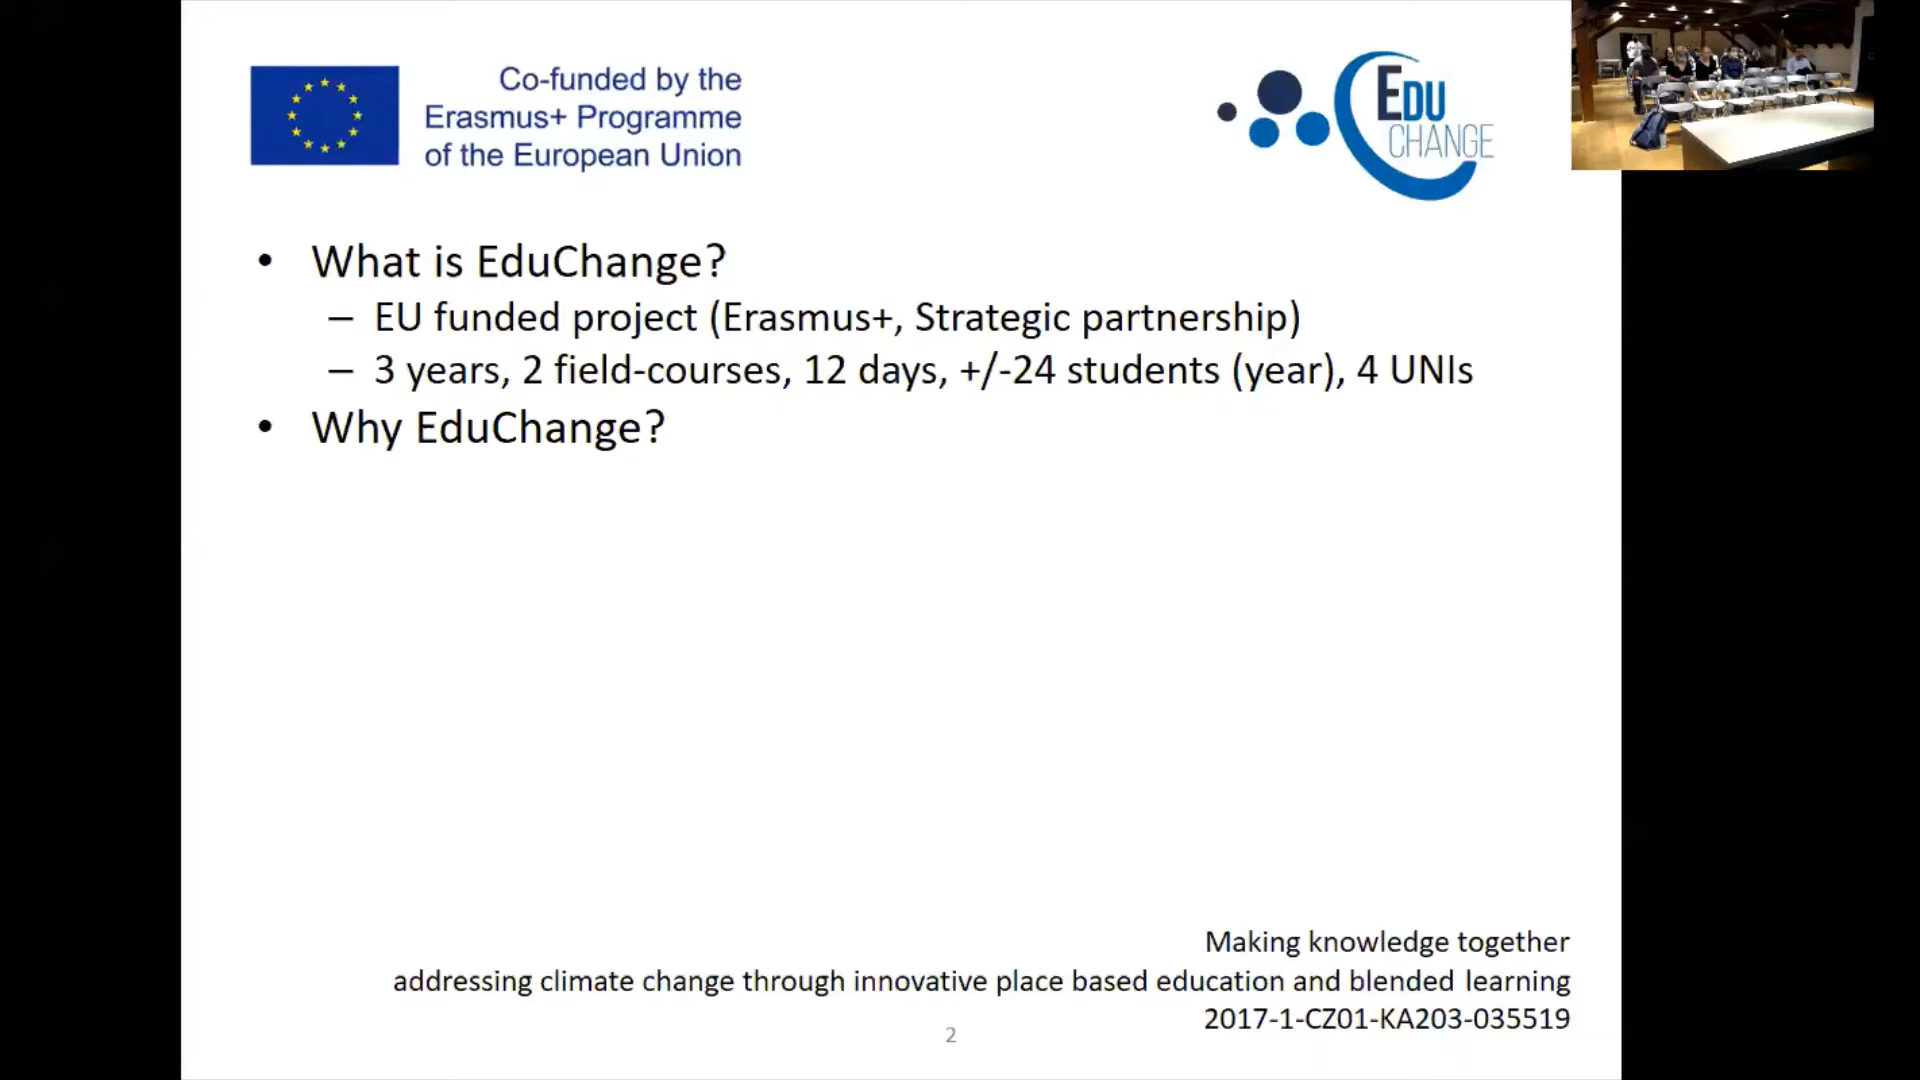 Co-funded by the
Erasmus+ Programme
of the European Union
EDU
CHANGE
• What is EduChange?
– EU funded project (Erasmus+, Strategic partnership)
– 3 years, 2 field-courses, 12 days, +/-24 students (year), 4 UNIs
• Why EduChange?
Making knowledge together
addressing climate change through innovative place based education and blended learning
2017-1-CZ01-KA203-035519
2